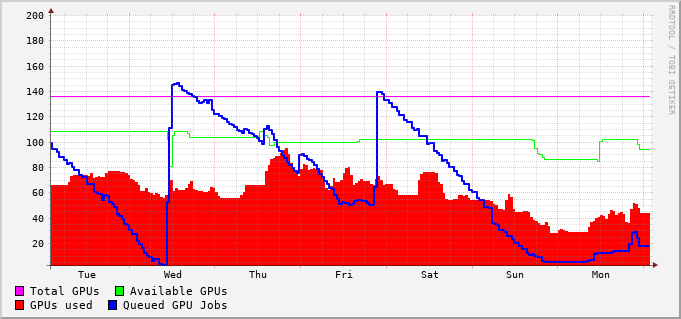 200
180
160
140
120
100
80
60
40
20
Tue Wed Thu Fri Sat Sun Mon
Total GPUs Available GPUs
GPUs used Queued GPU Jobs
RRDTOOL / TOBI OETIKER